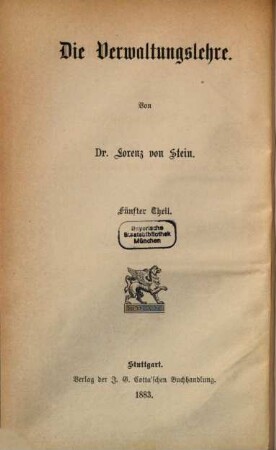 Die Verwaltungslehre.
Von
Dr. Lorenz von Stein.
Fünfter Theil.
Bayerische
Staatsbibliothek
München
Stuttgart.
Verlag der J. G. Cotta'schen Buchhandlung.
1883.